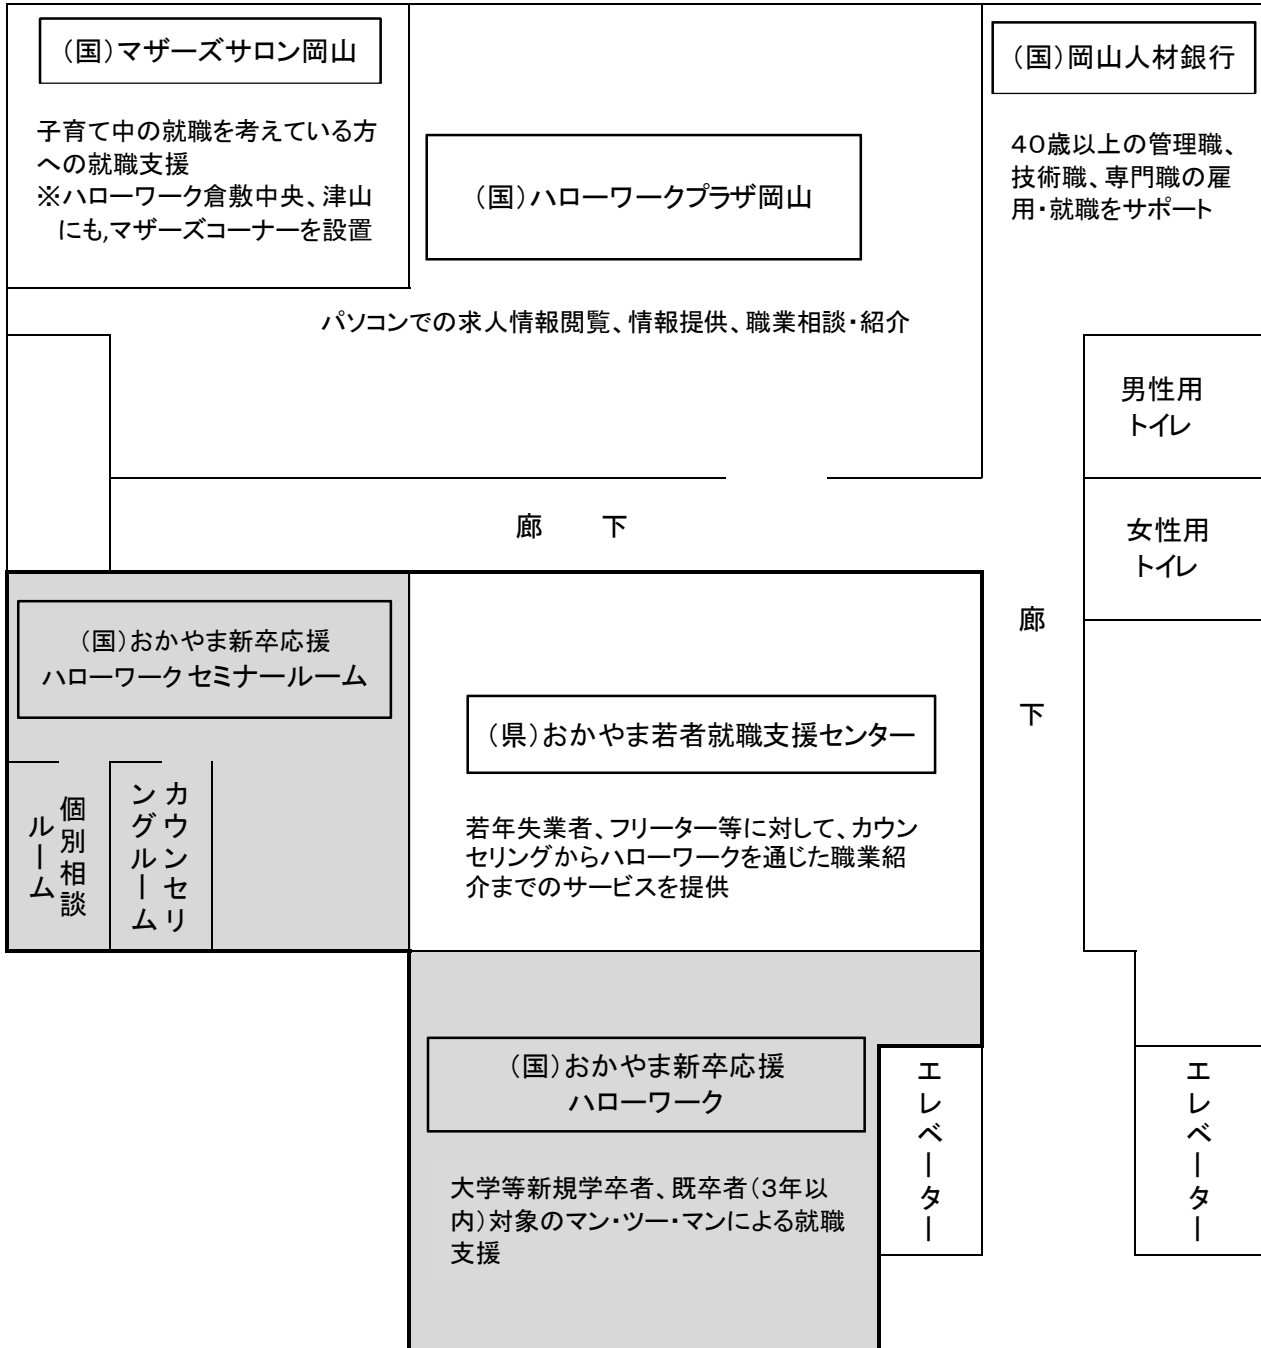 （国）マザーズサロン岡山
子育て中の就職を考えている方
への就職支援
※ハローワーク倉敷中央、津山
にも,マザーズコーナーを設置
（国）ハローワークプラザ岡山
パソコンでの求人情報閲覧、情報提供、職業相談・紹介
（国）岡山人材銀行
４０歳以上の管理職、
技術職、専門職の雇
用・就職をサポート
男性用
トイレ
女性用
トイレ
廊　下
廊　下
（国）おかやま新卒応援
ハローワーク セミナールーム
個別相談
ルーム
カウンセリ
ングルーム
（県）おかやま若者就職支援センター
若年失業者、フリーター等に対して、カウン
セリングからハローワークを通じた職業紹
介までのサービスを提供
（国）おかやま新卒応援
ハローワーク
大学等新規学卒者、既卒者（３年以
内）対象のマン・ツー・マンによる就職
支援
エレベーター
エレベーター